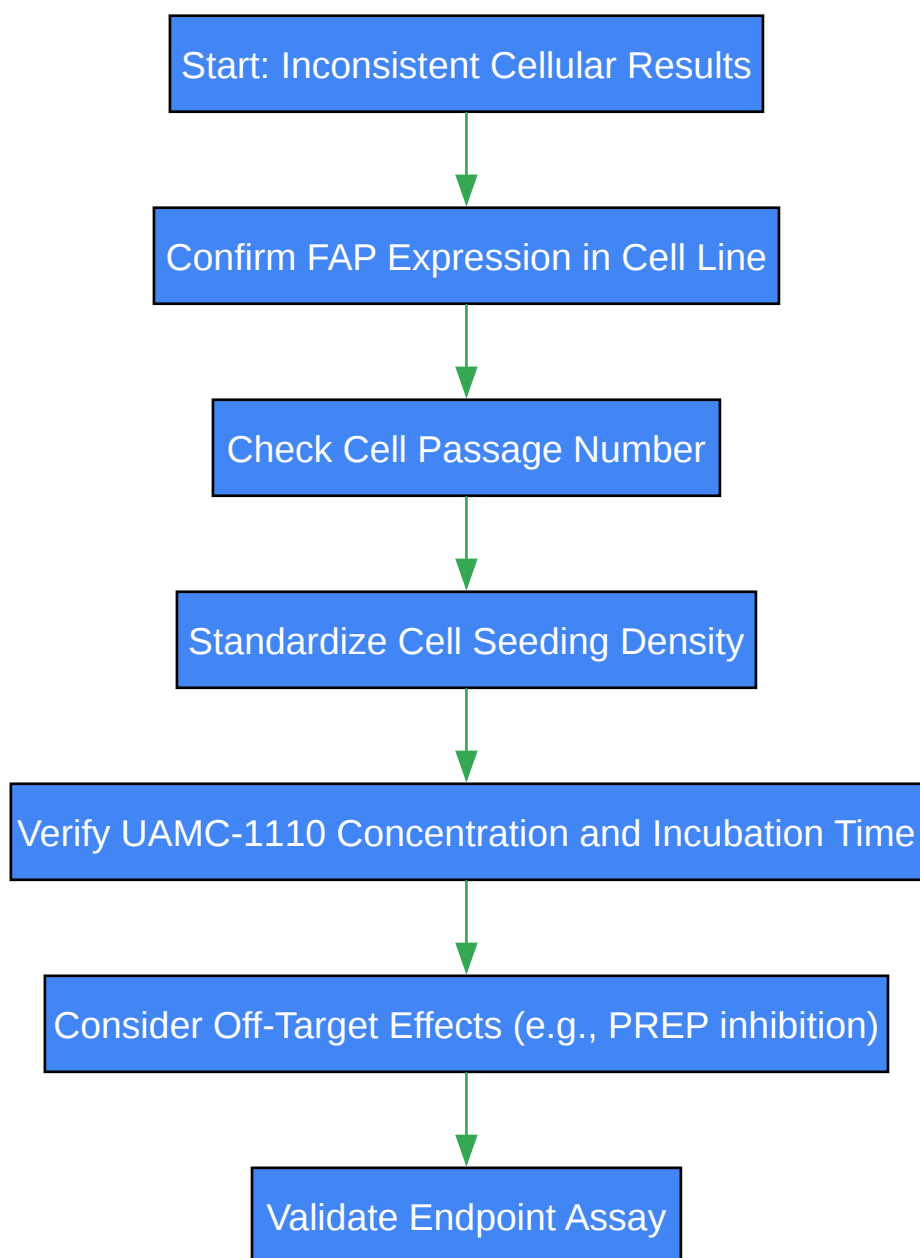 Start: Inconsistent Cellular Results
Confirm FAP Expression in Cell Line
Check Cell Passage Number
Standardize Cell Seeding Density
Verify UAMC-1110 Concentration and Incubation Time
Consider Off-Target Effects (e.g., PREP inhibition)
Validate Endpoint Assay